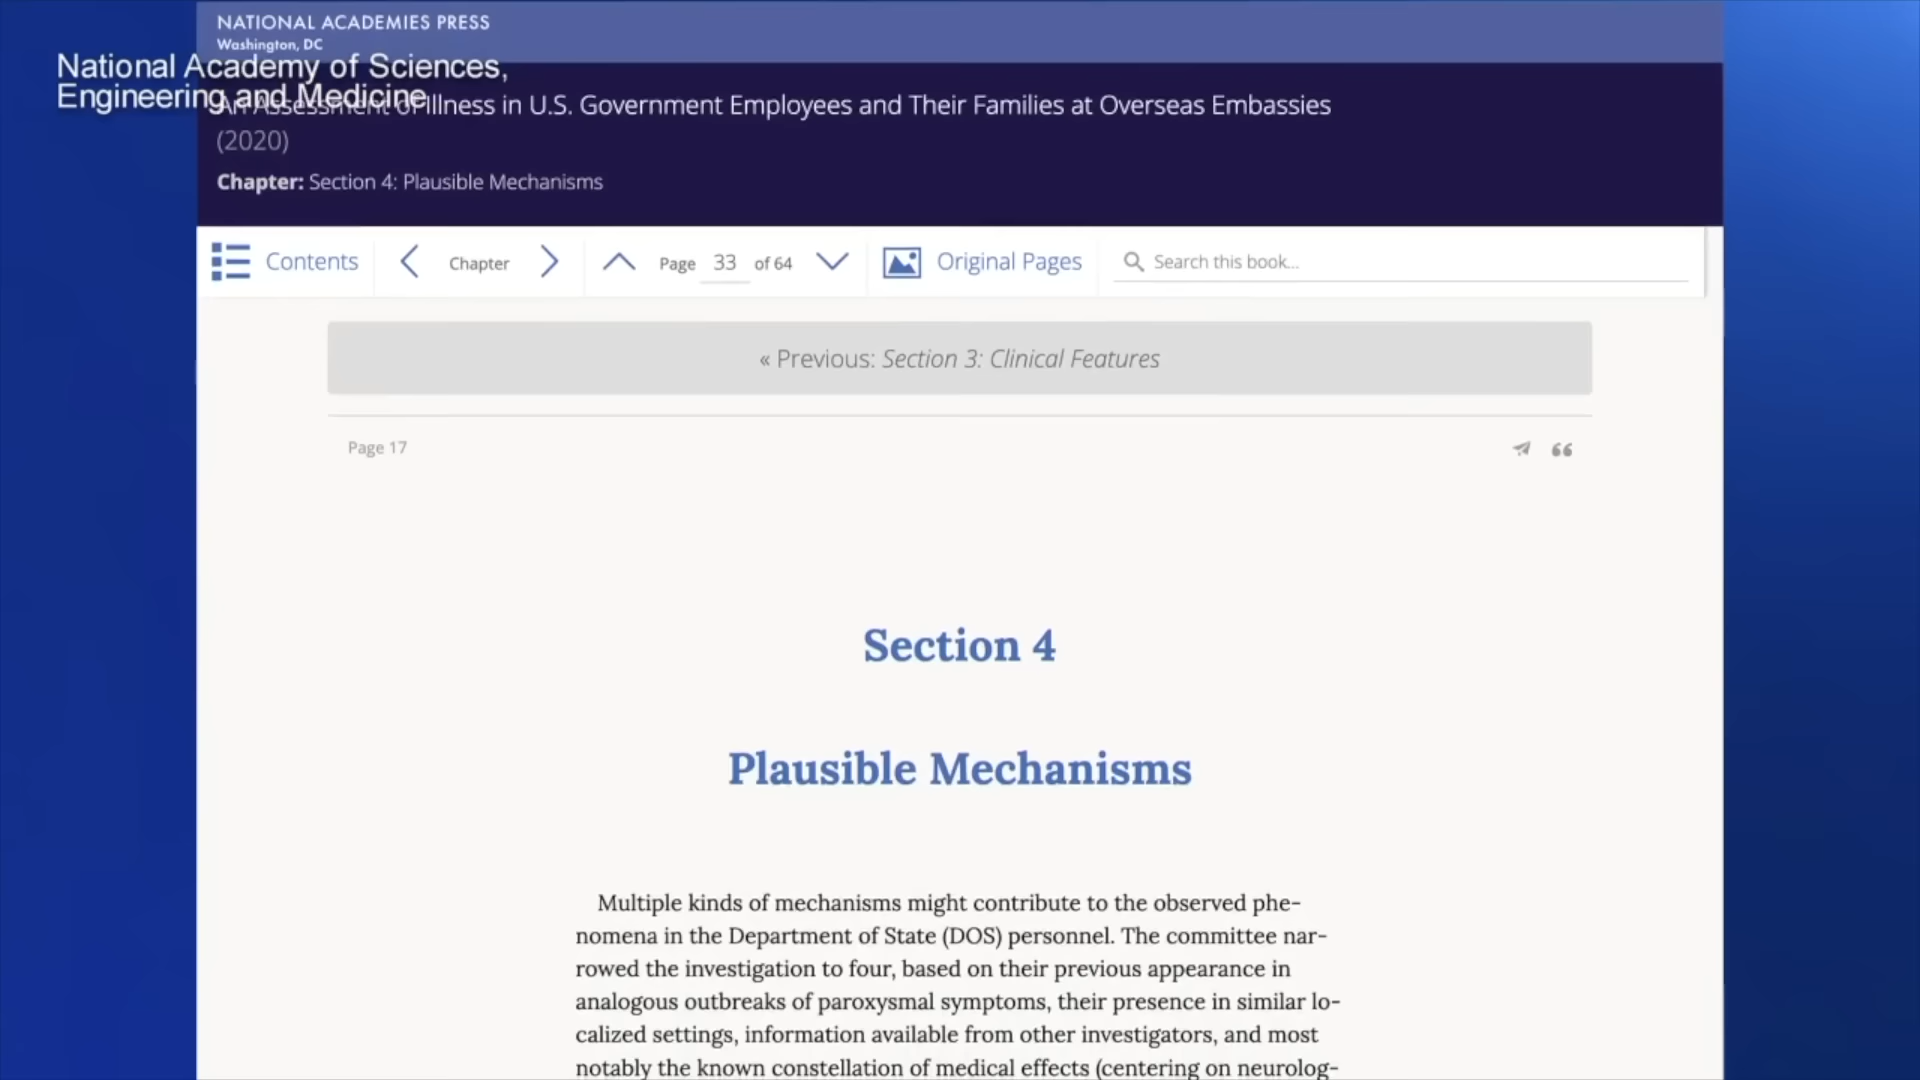 NATIONAL ACADEMIES PRESS
Washington, DC
National Academy of Sciences,
Engineering and Medicine
An Assessment of Illness in U.S. Government Employees and Their Families at Overseas Embassies
(2020)
Chapter: Section 4: Plausible Mechanisms
Contents Chapter Page 33 of 64 Original Pages Search this book...
« Previous: Section 3: Clinical Features
Page 17
Section 4
Plausible Mechanisms
Multiple kinds of mechanisms might contribute to the observed phe-
nomena in the Department of State (DOS) personnel. The committee nar-
rowed the investigation to four, based on their previous appearance in
analogous outbreaks of paroxysmal symptoms, their presence in similar lo-
calized settings, information available from other investigators, and most
notably the known constellation of medical effects (centering on neurolog-